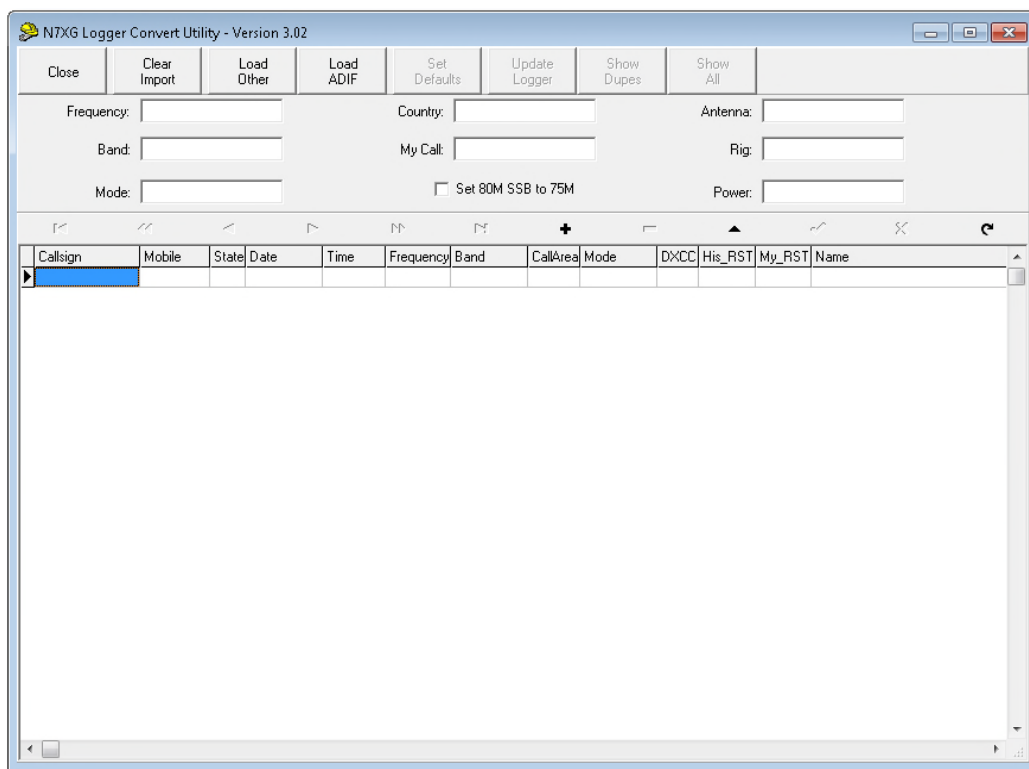 N7XG Logger Convert Utility - Version 3.02
Close
Clear
Import
Load
Other
Load
ADIF
Set
Defaults
Update
Logger
Show
Dupes
Show
All
Frequency:
Country:
Antenna:
Band:
My Call:
Rig:
Mode:
Set 80M SSB to 75M
Power:
Callsign Mobile State Date Time Frequency Band CallArea Mode DXCC His_RST My_RST Name